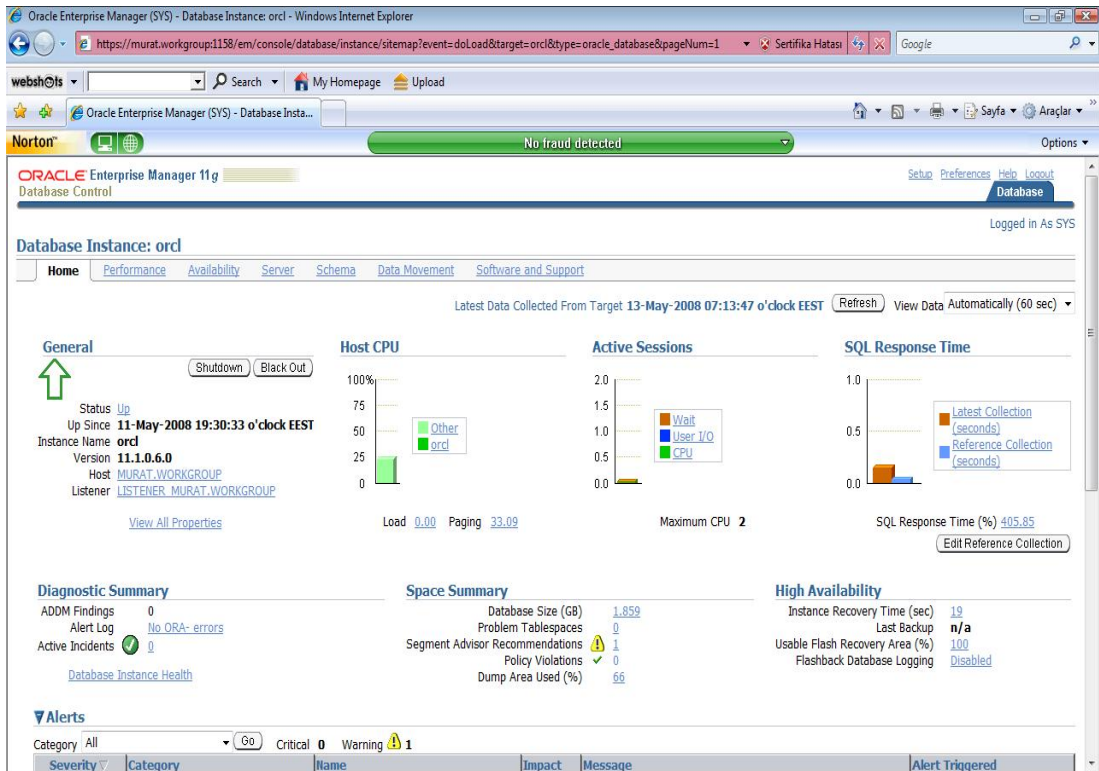 Oracle Enterprise Manager (SYS) - Database Instance: orcl - Windows Internet Explorer
https://murat.workgroup:1158/em/console/database/instance/sitemap?event=doLoad&target=orcl&type=oracle_database&pageNum=1 Sertifika Hatası Google
webshots Search My Homepage Upload
Oracle Enterprise Manager (SYS) - Database Insta... Sayfa Araçlar
Norton No fraud detected Options
ORACLE Enterprise Manager 11g Setup Preferences Help Logout
Database Control Database
Logged in As SYS
Database Instance: orcl
Home Performance Availability Server Schema Data Movement Software and Support
Latest Data Collected From Target 13-May-2008 07:13:47 o'clock EEST Refresh View Data Automatically (60 sec)
General
Shutdown Black Out
Status Up
Up Since 11-May-2008 19:30:33 o'clock EEST
Instance Name orcl
Version 11.1.0.6.0
Host MURAT.WORKGROUP
Listener LISTENER_MURAT.WORKGROUP
View All Properties
Host CPU
100%
75
50
25
0
Other
orcl
Load 0.00 Paging 33.09
Active Sessions
2.0
1.5
1.0
0.5
0.0
Wait
User I/O
CPU
Maximum CPU 2
SQL Response Time
1.0
0.5
0.0
Latest Collection
(seconds)
Reference Collection
(seconds)
SQL Response Time (%) 405.85
Edit Reference Collection
Diagnostic Summary
ADDM Findings 0
Alert Log No ORA- errors
Active Incidents 0
Database Instance Health
Space Summary
Database Size (GB) 1.859
Problem Tablespaces 0
Segment Advisor Recommendations 1
Policy Violations 0
Dump Area Used (%) 66
High Availability
Instance Recovery Time (sec) 19
Last Backup n/a
Usable Flash Recovery Area (%) 100
Flashback Database Logging Disabled
Alerts
Category All Go Critical 0 Warning 1
Severity Category Name Impact Message Alert Triggered